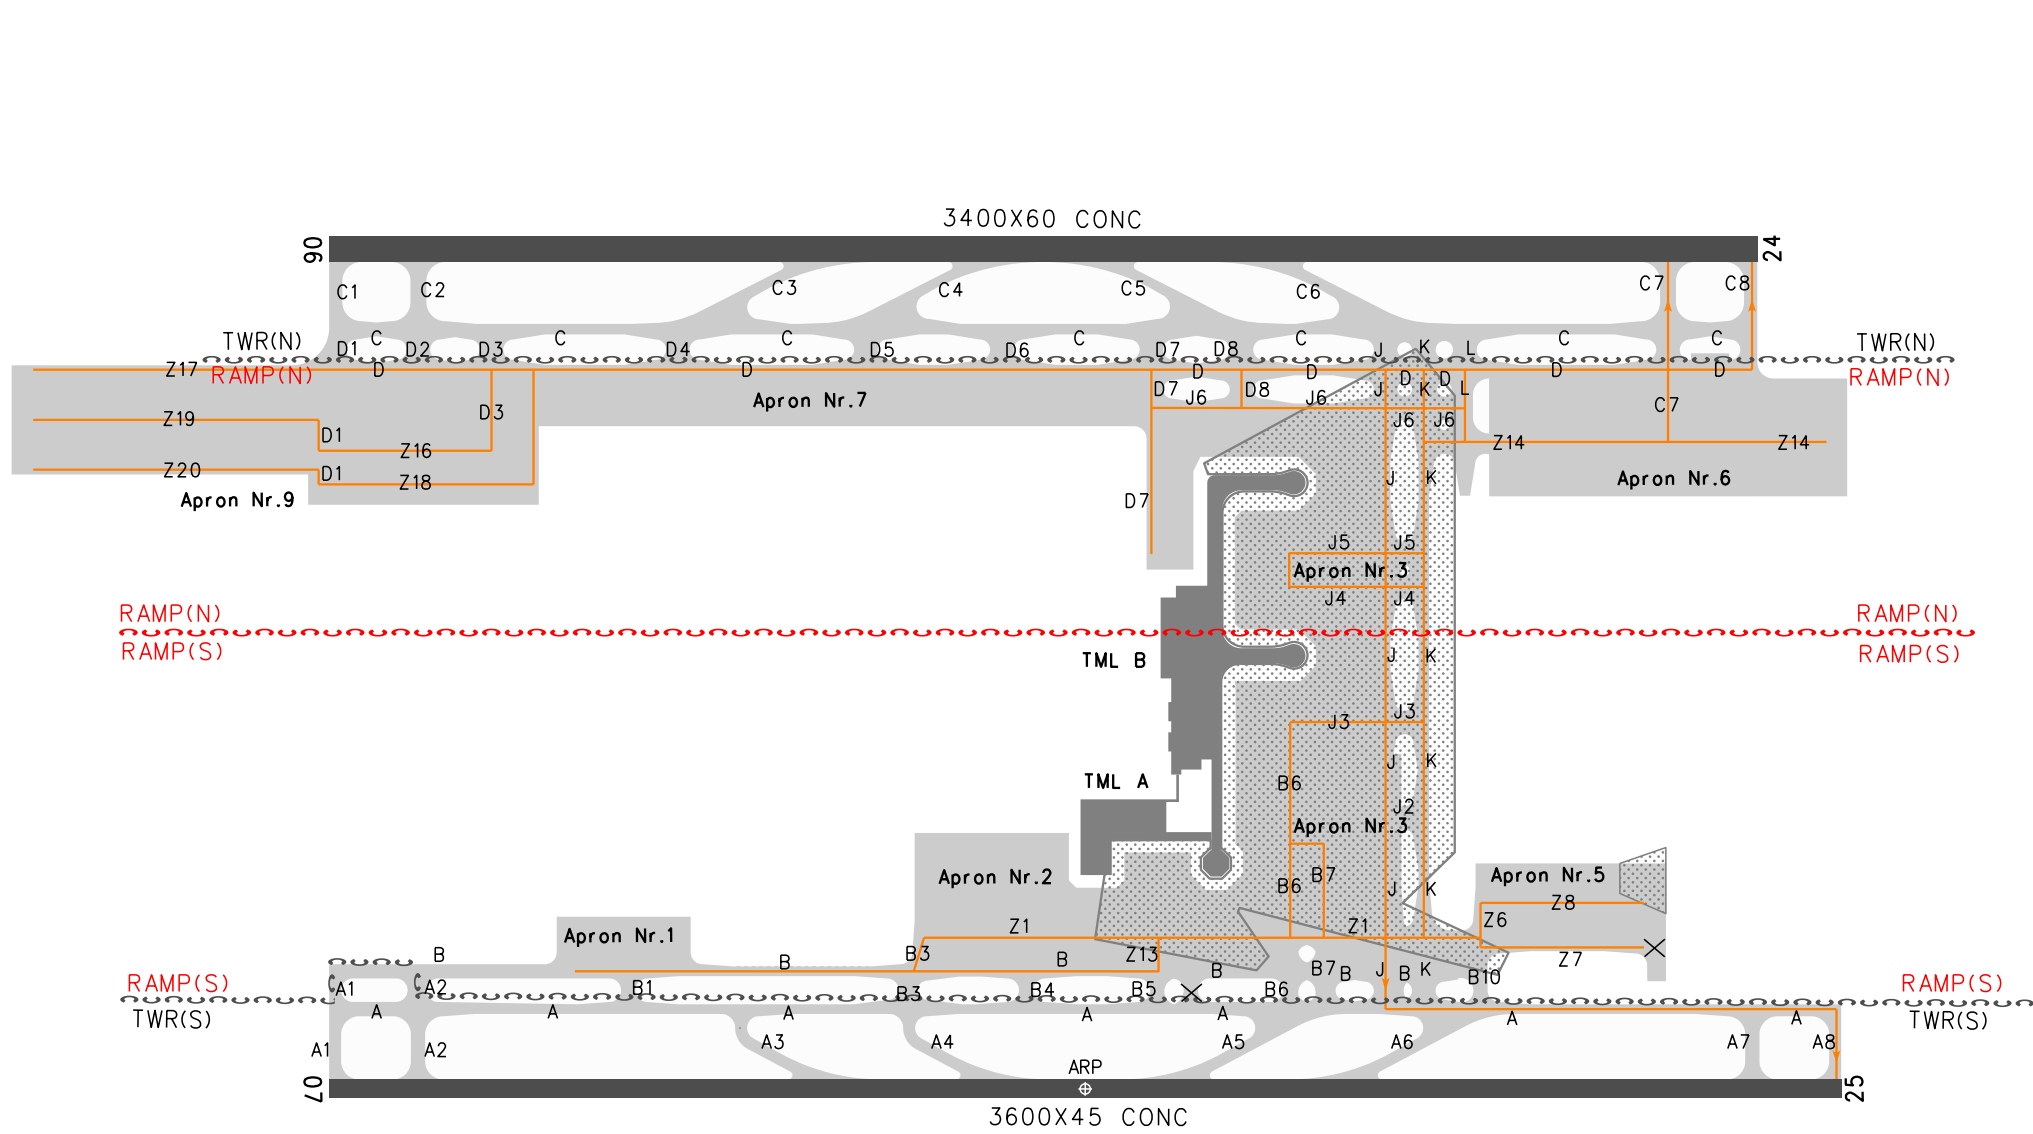 3400X60 CONC
06
24
C1
C2
C3
C4
C5
C6
C7
C8
TWR(N)
C
C
C
C
C
C
C
TWR(N)
D1
D2
D3
D4
D5
D6
D7
D8
J
K
L
Z17
RAMP(N)
D
D
D
D
D
D
D
D
RAMP(N)
Apron Nr.7
D7
J6
D8
J6
J
K
L
C7
Z19
D3
J6
J6
D1
Z16
Z14
Z14
Z20
D1
Z18
J
K
Apron Nr.6
Apron Nr.9
D7
J5
J5
Apron Nr.3
J4
J4
RAMP(N)
RAMP(N)
RAMP(S)
RAMP(S)
TML B
J
K
J3
J3
J
K
TML A
B6
J2
Apron Nr.3
Apron Nr.2
B7
B6
J
K
Apron Nr.5
Z8
Z6
Apron Nr.1
Z1
Z1
B
B
B3
B
Z13
B
B7
B
J
B
K
B10
Z7
RAMP(S)
A1
A2
B1
B3
B4
B5
B6
RAMP(S)
TWR(S)
A
A
A
A
A
A
A
TWR(S)
A1
A2
A3
A4
A5
A6
A7
A8
ARP
07
25
3600X45 CONC